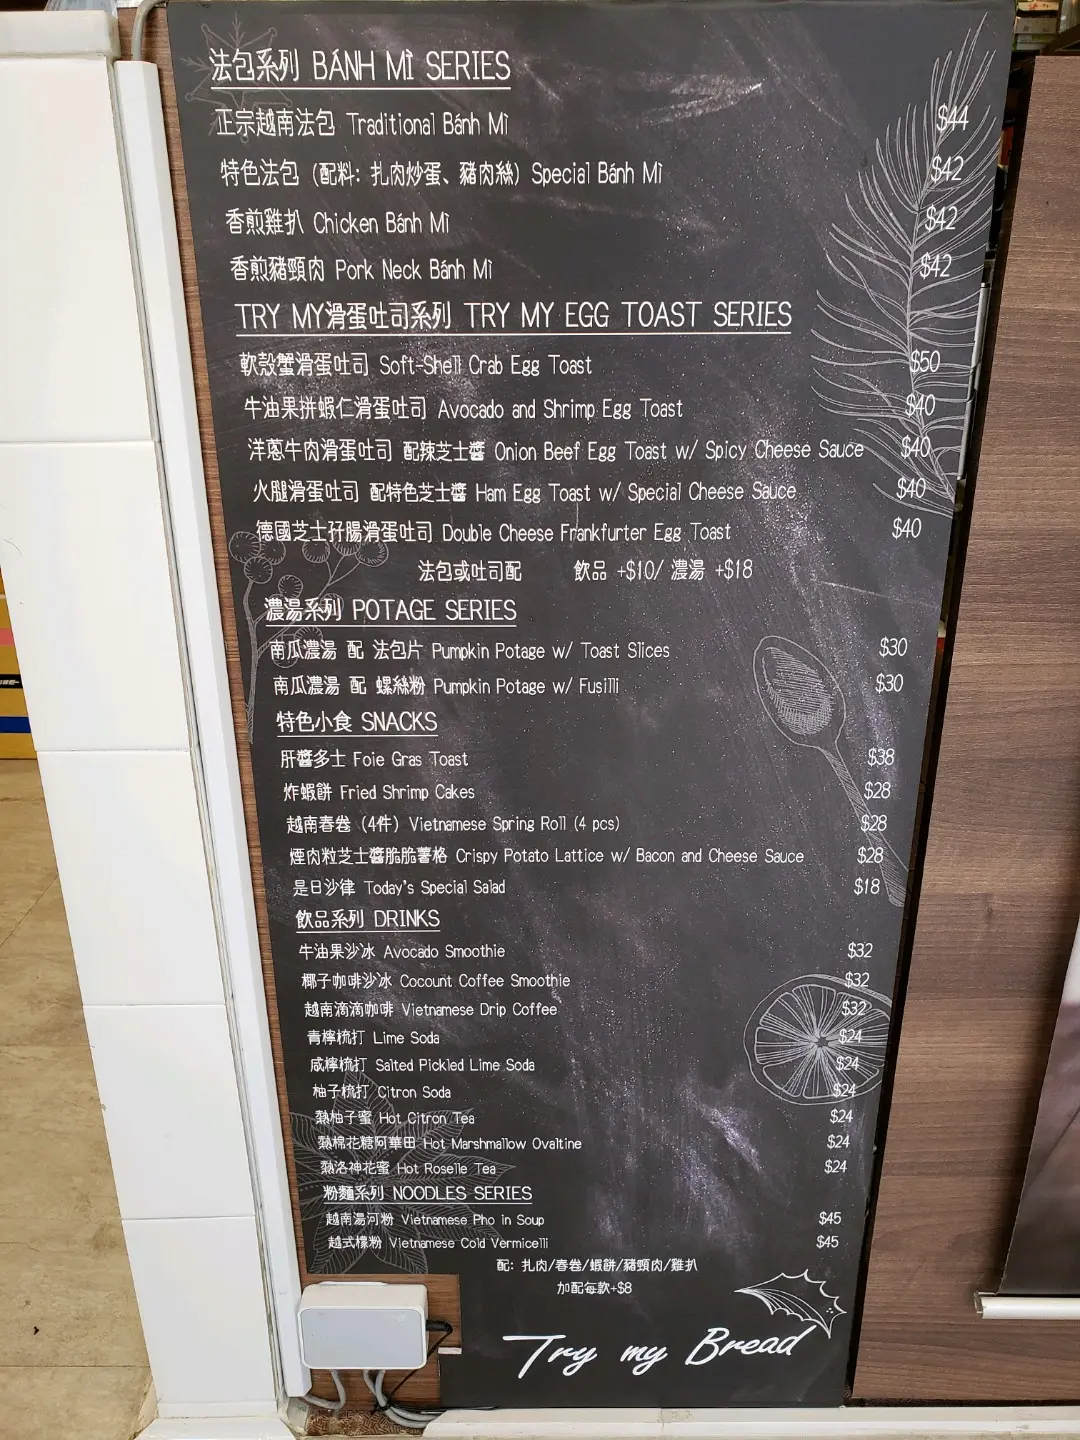 法包系列 BÁNH MÌ SERIES
正宗越南法包 Traditional Bánh Mì $44
特色法包 (配料: 扎肉炒蛋、豬肉絲) Special Bánh Mì $42
香煎雞扒 Chicken Bánh Mì $42
香煎豬頸肉 Pork Neck Bánh Mì $42
TRY MY滑蛋吐司系列 TRY MY EGG TOAST SERIES
軟殼蟹滑蛋吐司 Soft-Shell Crab Egg Toast $50
牛油果拼蝦仁滑蛋吐司 Avocado and Shrimp Egg Toast $40
洋蔥牛肉滑蛋吐司 配辣芝士醬 Onion Beef Egg Toast w/ Spicy Cheese Sauce $40
火腿滑蛋吐司 配特色芝士醬 Ham Egg Toast w/ Special Cheese Sauce $40
德國芝士孖腸滑蛋吐司 Double Cheese Frankfurter Egg Toast $40
法包或吐司配 飲品 +$10/ 濃湯 +$18
濃湯系列 POTAGE SERIES
南瓜濃湯 配 法包片 Pumpkin Potage w/ Toast Slices $30
南瓜濃湯 配 螺絲粉 Pumpkin Potage w/ Fusilli $30
特色小食 SNACKS
肝醬多士 Foie Gras Toast $38
炸蝦餅 Fried Shrimp Cakes $28
越南春卷 (4件) Vietnamese Spring Roll (4 pcs) $28
煙肉粒芝士醬脆脆薯格 Crispy Potato Lattice w/ Bacon and Cheese Sauce $28
是日沙律 Today's Special Salad $18
飲品系列 DRINKS
牛油果沙冰 Avocado Smoothie $32
椰子咖啡沙冰 Cocount Coffee Smoothie $32
越南滴滴咖啡 Vietnamese Drip Coffee $32
青檸梳打 Lime Soda $24
咸檸梳打 Salted Pickled Lime Soda $24
柚子梳打 Citron Soda $24
熱柚子蜜 Hot Citron Tea $24
熱棉花糖阿華田 Hot Marshmallow Ovaltine $24
熱洛神花蜜 Hot Roselle Tea $24
粉麵系列 NOODLES SERIES
越南湯河粉 Vietnamese Pho in Soup $45
越式檬粉 Vietnamese Cold Vermicelli $45
配: 扎肉/春卷/蝦餅/豬頸肉/雞扒
加配每款+$8
Try my Bread